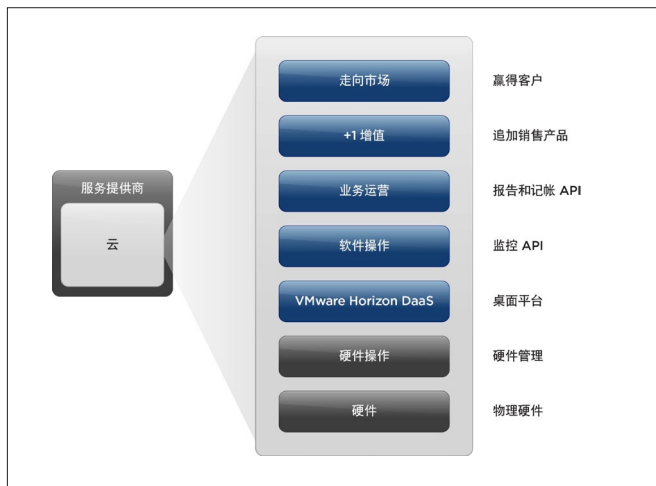 服务提供商
云
走向市场
赢得客户
+1 增值
追加销售产品
业务运营
报告和记帐 API
软件操作
监控 API
VMware Horizon DaaS
桌面平台
硬件操作
硬件管理
硬件
物理硬件